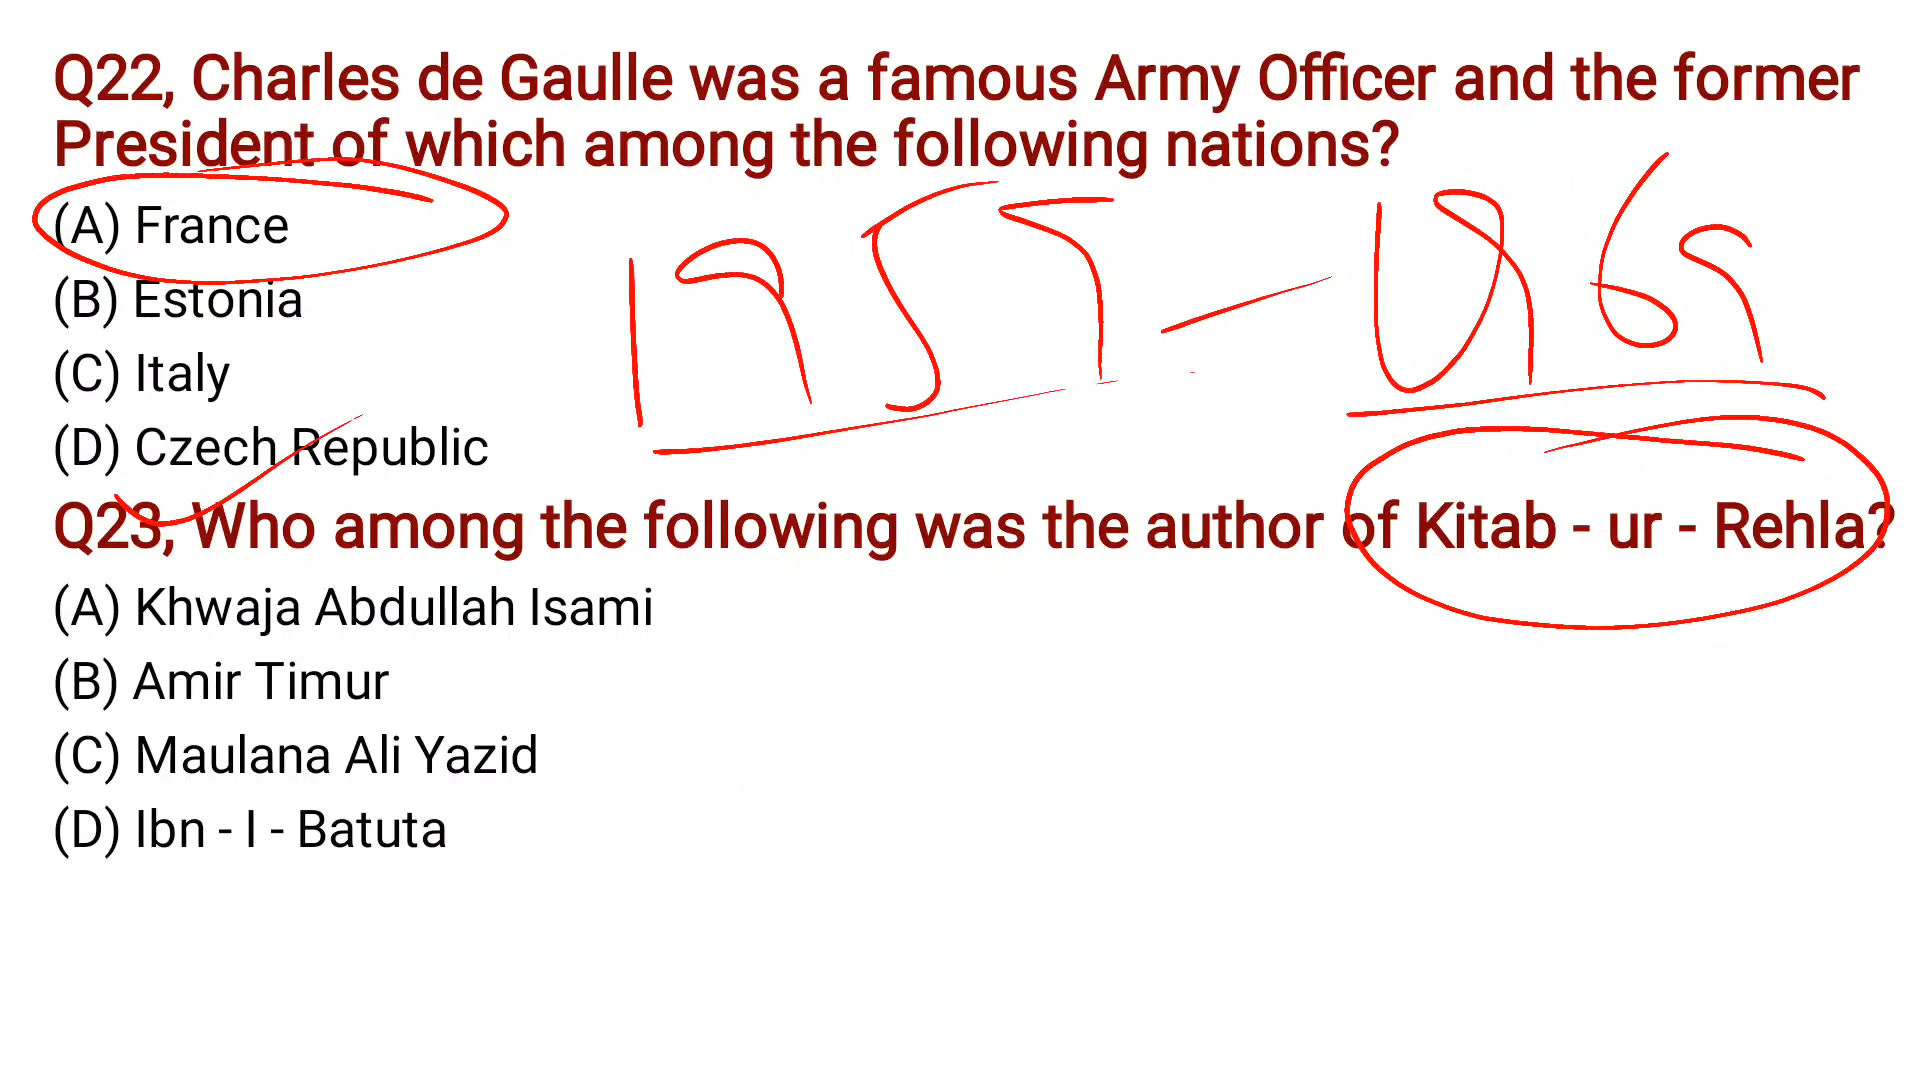 Q22, Charles de Gaulle was a famous Army Officer and the former
President of which among the following nations?
(A) France
(B) Estonia
(C) Italy
(D) Czech Republic
Q23, Who among the following was the author of Kitab - ur - Rehla?
(A) Khwaja Abdullah Isami
(B) Amir Timur
(C) Maulana Ali Yazid
(D) Ibn - I - Batuta